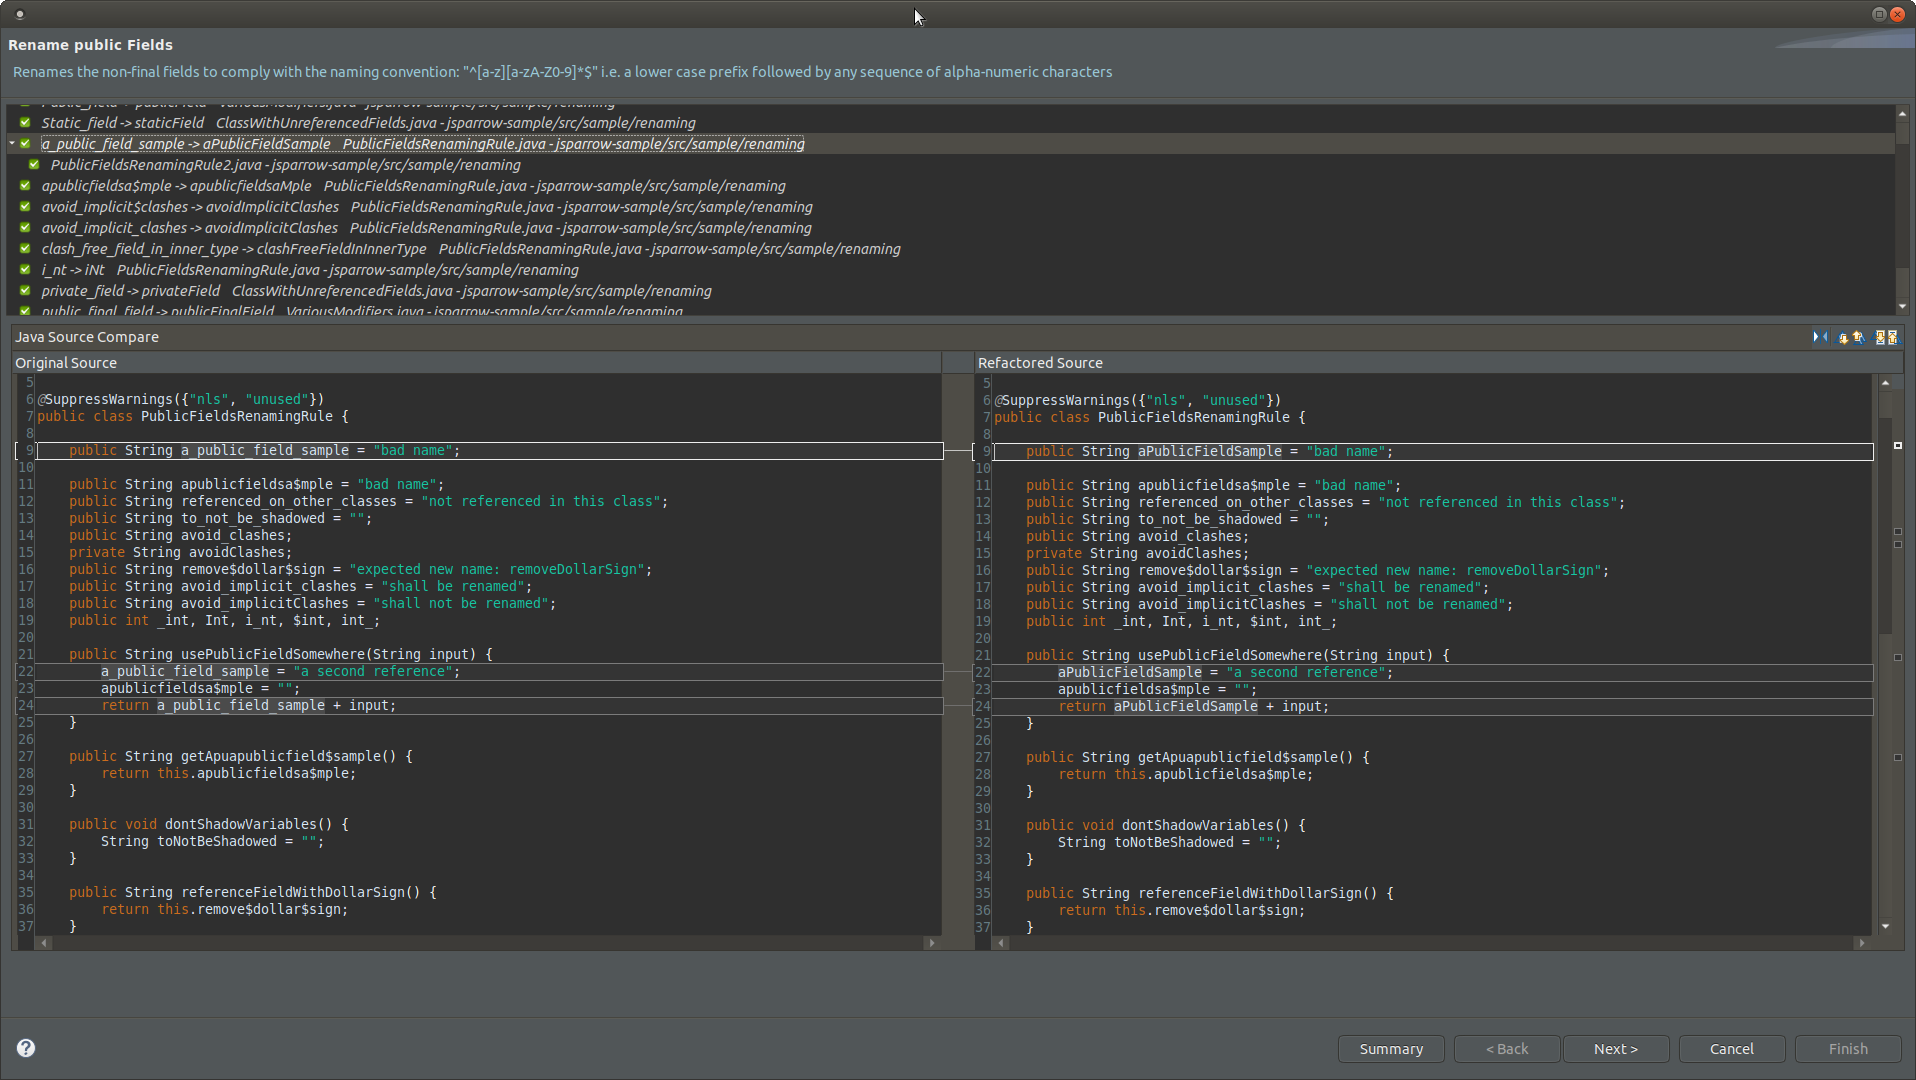 Rename public Fields
Renames the non-final fields to comply with the naming convention: "^[a-z][a-zA-Z0-9]*$" i.e. a lower case prefix followed by any sequence of alpha-numeric characters
Public_field -> publicField VariousModifiers.java - jsparrow-sample/src/sample/renaming
Static_field -> staticField ClassWithUnreferencedFields.java - jsparrow-sample/src/sample/renaming
a_public_field_sample -> aPublicFieldSample PublicFieldsRenamingRule.java - jsparrow-sample/src/sample/renaming
PublicFieldsRenamingRule2.java - jsparrow-sample/src/sample/renaming
apublicfieldsa$mple -> apublicfieldsaMple PublicFieldsRenamingRule.java - jsparrow-sample/src/sample/renaming
avoid_implicit$clashes -> avoidImplicitClashes PublicFieldsRenamingRule.java - jsparrow-sample/src/sample/renaming
avoid_implicit_clashes -> avoidImplicitClashes PublicFieldsRenamingRule.java - jsparrow-sample/src/sample/renaming
clash_free_field_in_inner_type -> clashFreeFieldInInnerType PublicFieldsRenamingRule.java - jsparrow-sample/src/sample/renaming
i_nt -> iNt PublicFieldsRenamingRule.java - jsparrow-sample/src/sample/renaming
private_field -> privateField ClassWithUnreferencedFields.java - jsparrow-sample/src/sample/renaming
public_final_field -> publicFinalField VariousModifiers.java - jsparrow-sample/src/sample/renaming
Java Source Compare
Original Source
5
6 @SuppressWarnings({"nls", "unused"})
7 public class PublicFieldsRenamingRule {
8
9 public String a_public_field_sample = "bad name";
10
11 public String apublicfieldsa$mple = "bad name";
12 public String referenced_on_other_classes = "not referenced in this class";
13 public String to_not_be_shadowed = "";
14 public String avoid_clashes;
15 private String avoidClashes;
16 public String remove$dollar$sign = "expected new name: removeDollarSign";
17 public String avoid_implicit_clashes = "shall be renamed";
18 public String avoid_implicitClashes = "shall not be renamed";
19 public int _int, Int, i_nt, $int, int_;
20
21 public String usePublicFieldSomewhere(String input) {
22 a_public_field_sample = "a second reference";
23 apublicfieldsa$mple = "";
24 return a_public_field_sample + input;
25 }
26
27 public String getApuapublicfield$sample() {
28 return this.apublicfieldsa$mple;
29 }
30
31 public void dontShadowVariables() {
32 String toNotBeShadowed = "";
33 }
34
35 public String referenceFieldWithDollarSign() {
36 return this.remove$dollar$sign;
37 }
Refactored Source
5
6 @SuppressWarnings({"nls", "unused"})
7 public class PublicFieldsRenamingRule {
8
9 public String aPublicFieldSample = "bad name";
10
11 public String apublicfieldsa$mple = "bad name";
12 public String referenced_on_other_classes = "not referenced in this class";
13 public String to_not_be_shadowed = "";
14 public String avoid_clashes;
15 private String avoidClashes;
16 public String remove$dollar$sign = "expected new name: removeDollarSign";
17 public String avoid_implicit_clashes = "shall be renamed";
18 public String avoid_implicitClashes = "shall not be renamed";
19 public int _int, Int, i_nt, $int, int_;
20
21 public String usePublicFieldSomewhere(String input) {
22 aPublicFieldSample = "a second reference";
23 apublicfieldsa$mple = "";
24 return aPublicFieldSample + input;
25 }
26
27 public String getApuapublicfield$sample() {
28 return this.apublicfieldsa$mple;
29 }
30
31 public void dontShadowVariables() {
32 String toNotBeShadowed = "";
33 }
34
35 public String referenceFieldWithDollarSign() {
36 return this.remove$dollar$sign;
37 }
?
Summary
< Back
Next >
Cancel
Finish